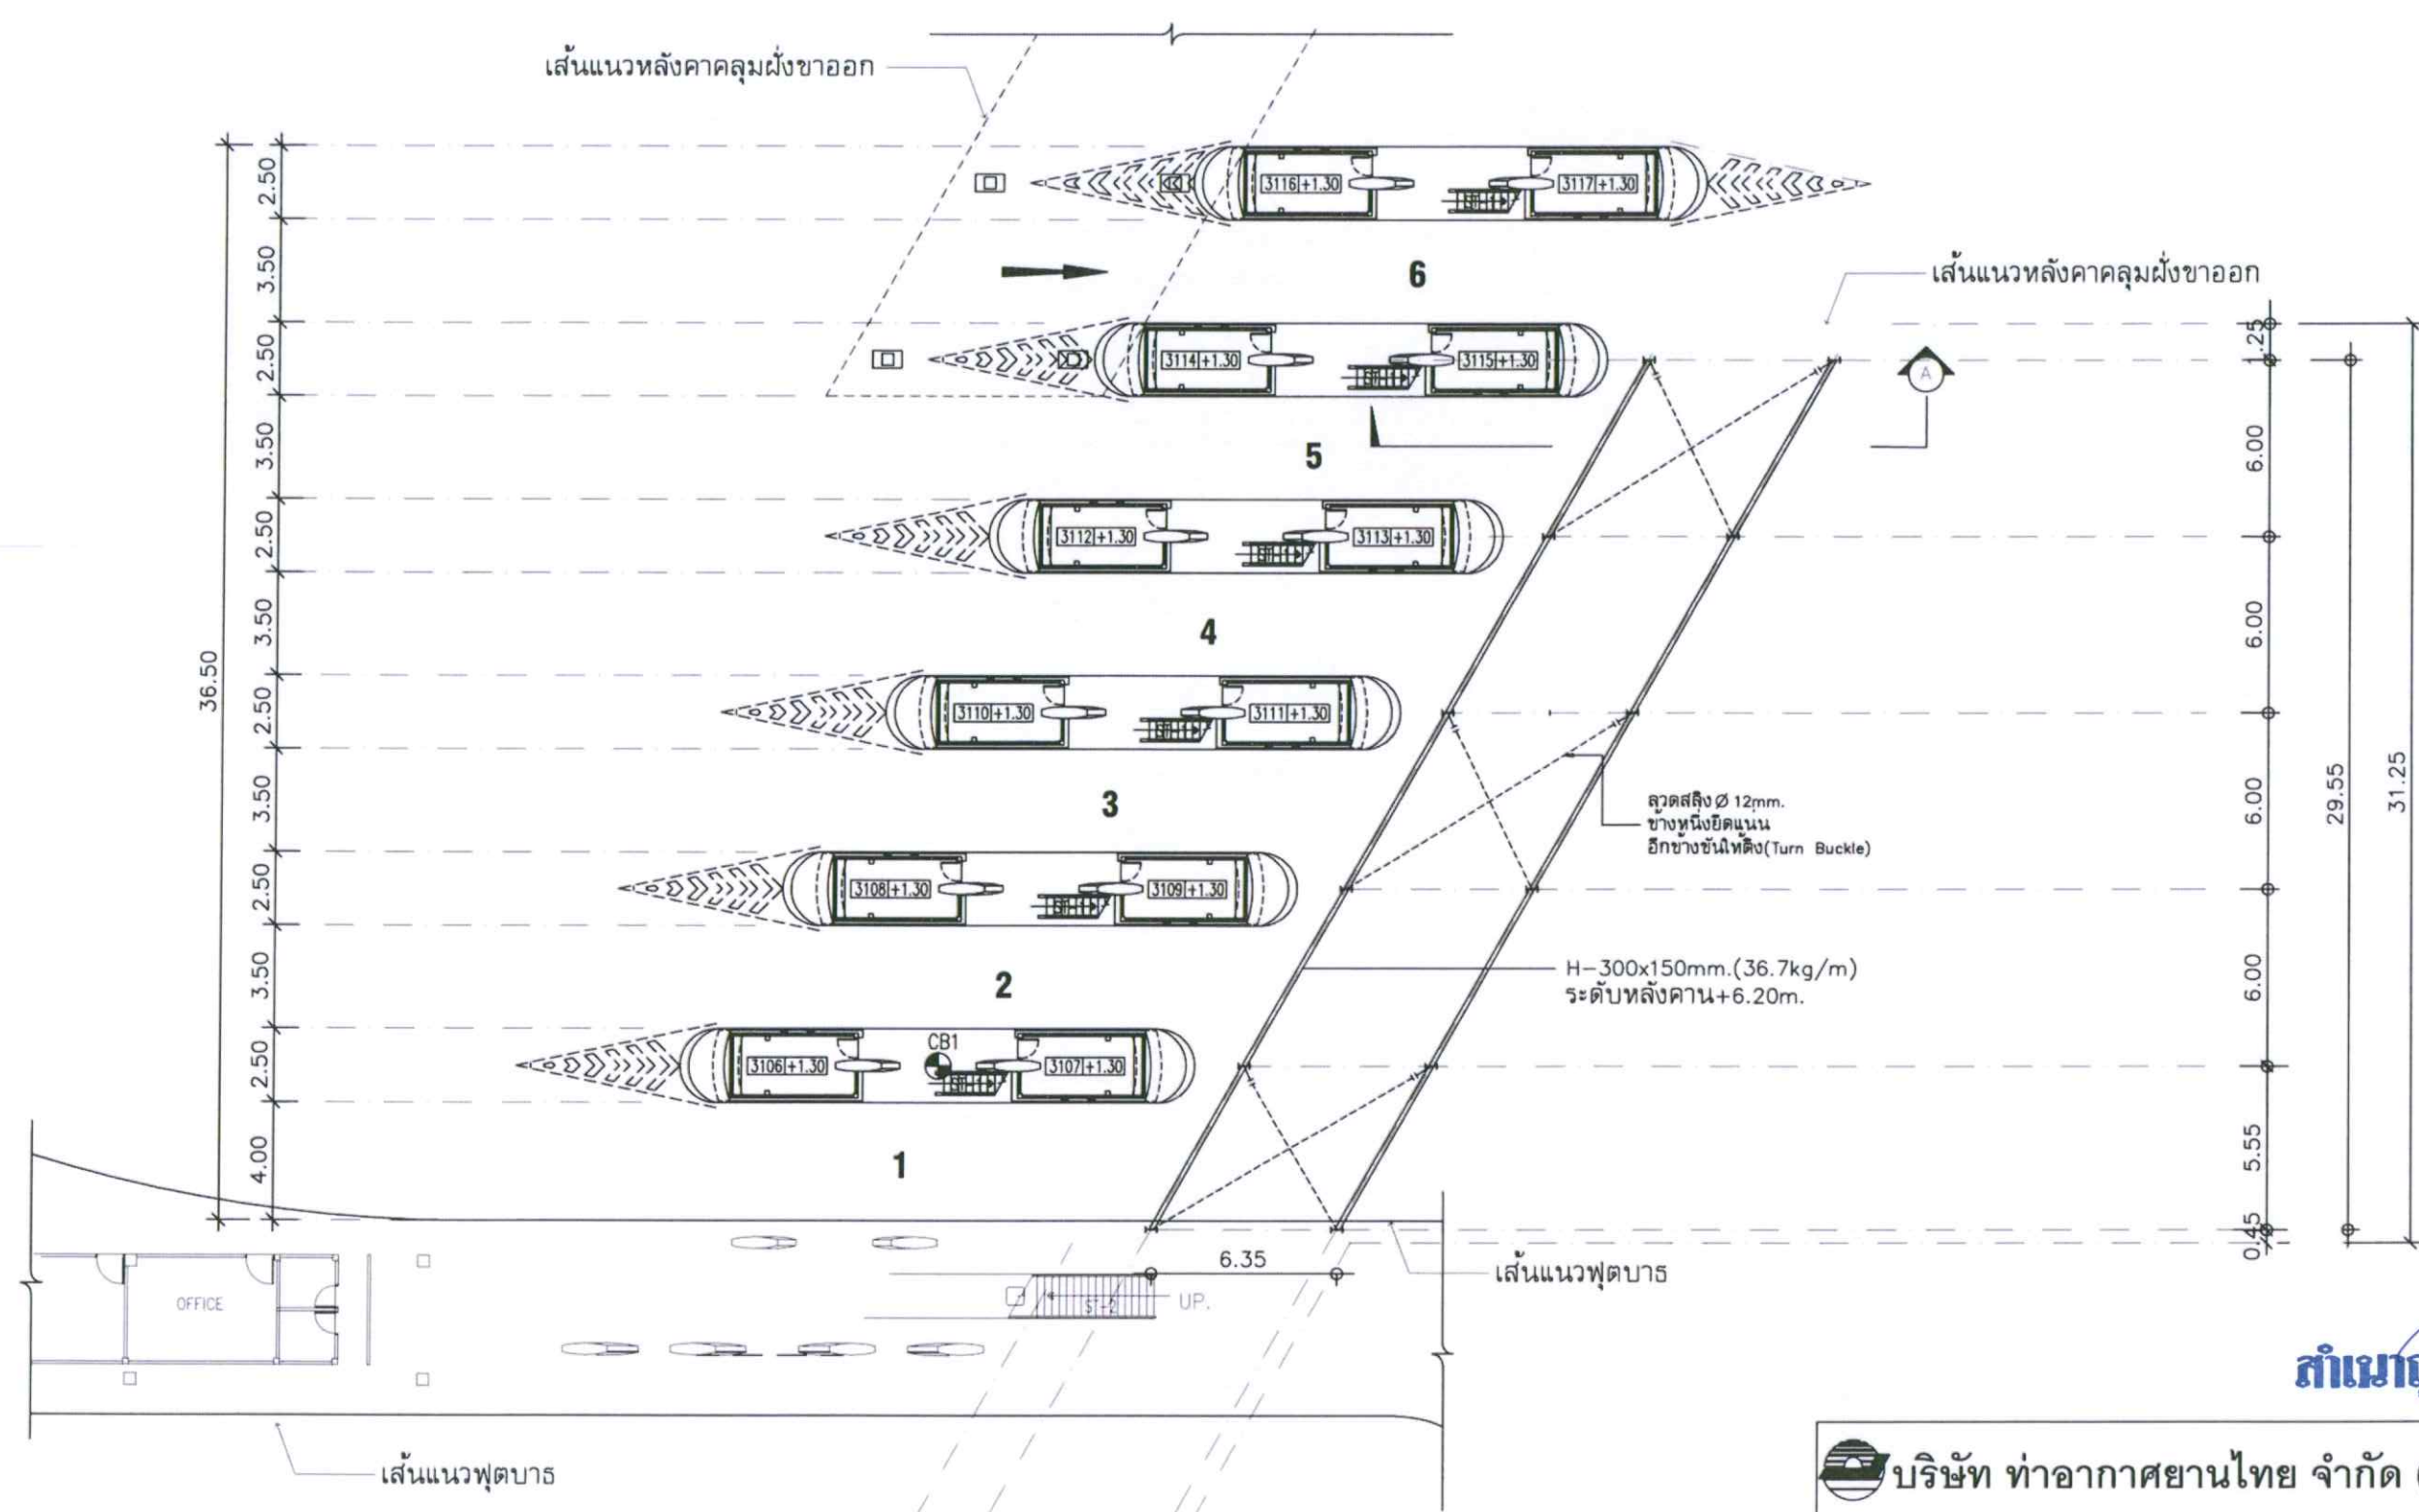 เส้นแนวหลังคาคลุมฝั่งขาออก
2.50
3116 +1.30
3117 +1.30
3.50
6
เส้นแนวหลังคาคลุมฝั่งขาออก
2.50
3114 +1.30
3115 +1.30
A
3.50
5
6.00
2.50
3112 +1.30
3113 +1.30
3.50
4
6.00
36.50
2.50
3110 +1.30
3111 +1.30
3.50
3
6.00
29.55
31.25
ลวดสลิง Ø 12mm.
ข้างหนึ่งยึดแน่น
อีกข้างขันให้ตึง(Turn Buckle)
2.50
3108 +1.30
3109 +1.30
3.50
2
6.00
H-300x150mm.(36.7kg/m)
ระดับหลังคาน+6.20m.
2.50
CB1
3106 +1.30
3107 +1.30
4.00
1
5.55
0.45
6.35
เส้นแนวฟุตบาธ
OFFICE
ST-2
UP.
เส้นแนวฟุตบาธ
บริษัท ท่าอากาศยานไทย จำกัด (